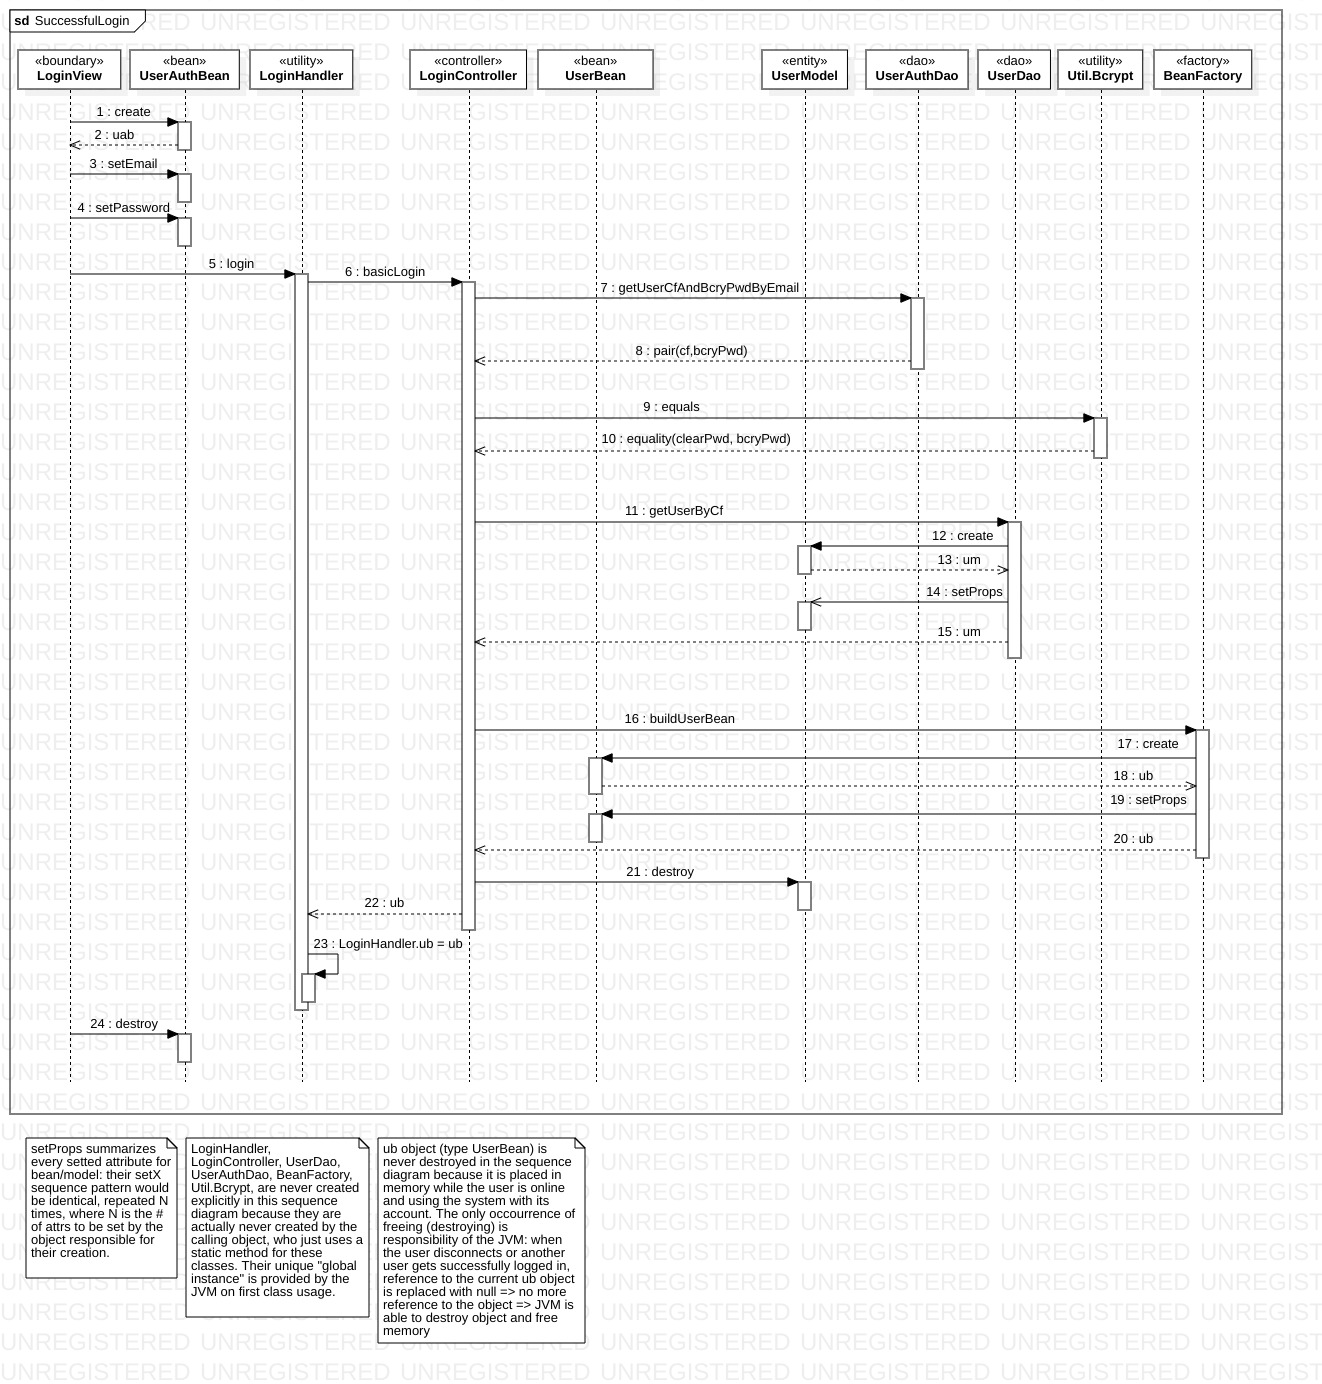 sd SuccessfulLogin
«boundary»
LoginView
«bean»
UserAuthBean
«utility»
LoginHandler
«controller»
LoginController
«bean»
UserBean
«entity»
UserModel
«dao»
UserAuthDao
«dao»
UserDao
«utility»
Util.Bcrypt
«factory»
BeanFactory
1 : create
2 : uab
3 : setEmail
4 : setPassword
5 : login
6 : basicLogin
7 : getUserCfAndBcryPwdByEmail
8 : pair(cf,bcryPwd)
9 : equals
10 : equality(clearPwd, bcryPwd)
11 : getUserByCf
12 : create
13 : um
14 : setProps
15 : um
16 : buildUserBean
17 : create
18 : ub
19 : setProps
20 : ub
21 : destroy
22 : ub
23 : LoginHandler.ub = ub
24 : destroy
setProps summarizes
every setted attribute for
bean/model: their setX
sequence pattern would
be identical, repeated N
times, where N is the #
of attrs to be set by the
object responsible for
their creation.
LoginHandler,
LoginController, UserDao,
UserAuthDao, BeanFactory,
Util.Bcrypt, are never created
explicitly in this sequence
diagram because they are
actually never created by the
calling object, who just uses a
static method for these
classes. Their unique "global
instance" is provided by the
JVM on first class usage.
ub object (type UserBean) is
never destroyed in the sequence
diagram because it is placed in
memory while the user is online
and using the system with its
account. The only occourrence of
freeing (destroying) is
responsibility of the JVM: when
the user disconnects or another
user gets successfully logged in,
reference to the current ub object
is replaced with null => no more
reference to the object => JVM is
able to destroy object and free
memory
UNREGISTERED